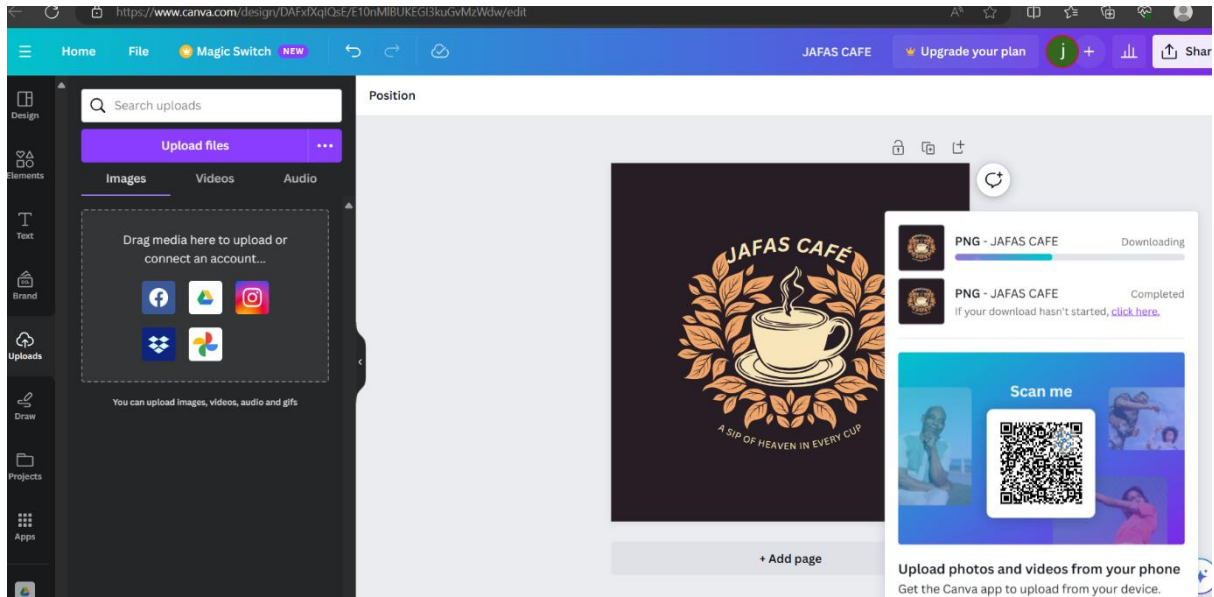 https://www.canva.com/design/DAFxfXqIQsE/E10nMlBUKEGI3kuGvMzWdw/edit
Home File Magic Switch NEW JAFAS CAFE Upgrade your plan j + Shar
Design
Elements
Text
Brand
Uploads
Draw
Projects
Apps
Search uploads
Upload files
Images Videos Audio
Drag media here to upload or
connect an account...
You can upload images, videos, audio and gifs
Position
JAFAS CAFÉ
A SIP OF HEAVEN IN EVERY CUP
+ Add page
PNG - JAFAS CAFE Downloading
PNG - JAFAS CAFE Completed
If your download hasn't started, click here.
Scan me
Upload photos and videos from your phone
Get the Canva app to upload from your device.